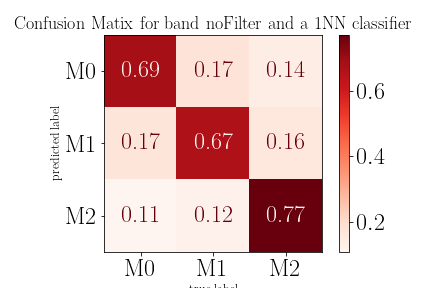 Confusion Matix for band noFilter and a 1NN classifier
M0 0.69 0.17 0.14
M1 0.17 0.67 0.16
M2 0.11 0.12 0.77
M0 M1 M2
predicted label
true label
0.6
0.4
0.2